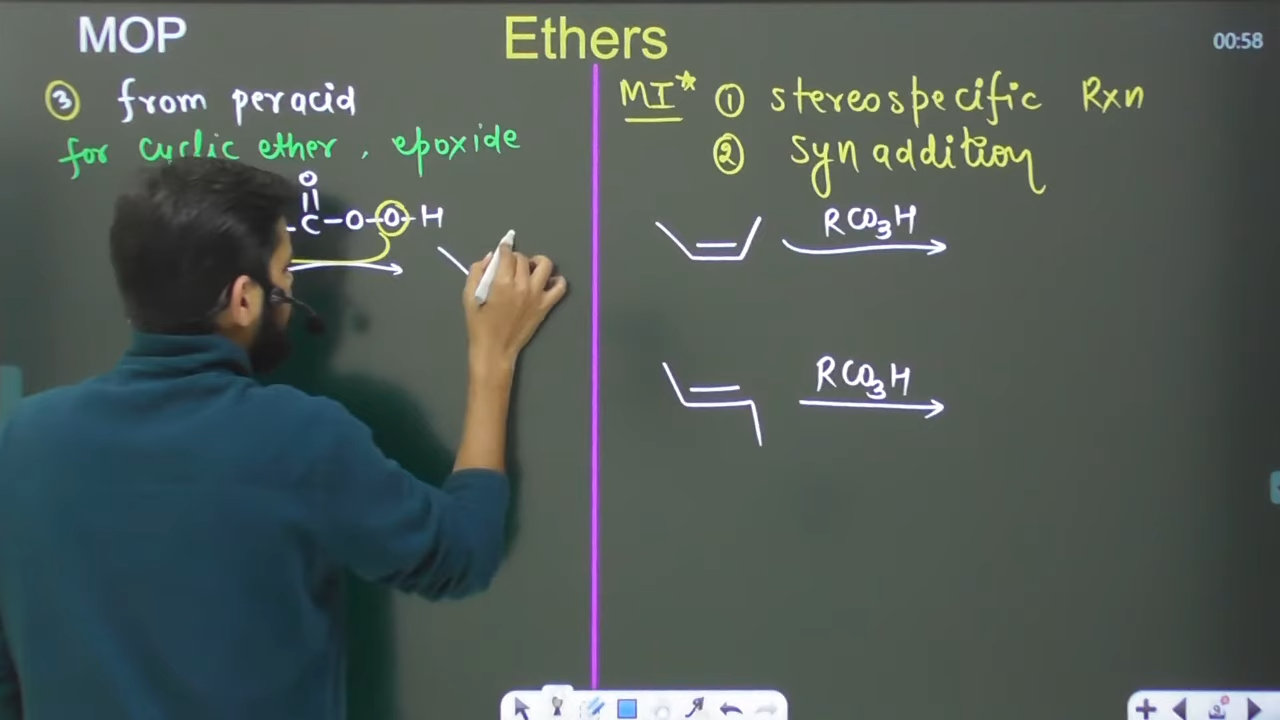 MOP
Ethers
00:58
③ from peracid
for cyclic ether, epoxide
O
C-O-O-H
MI* ① stereospecific Rxn
② syn addition
RCO3H
RCO3H